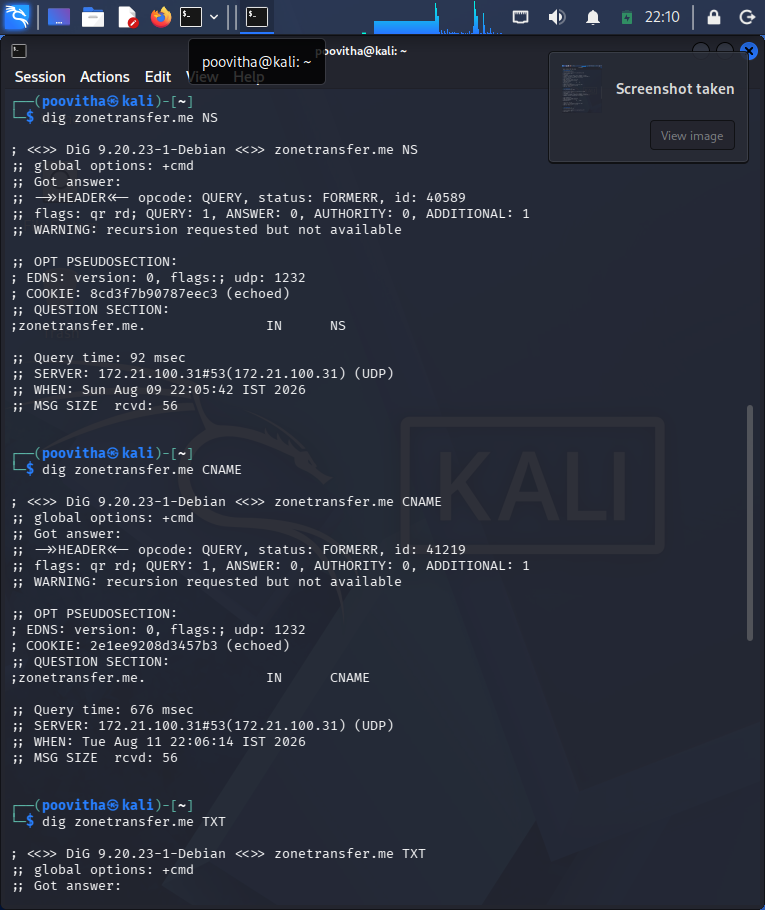 22:10
poovitha@kali: ~
poovitha@kali: ~
Session Actions Edit View Help
Screenshot taken
View image
┌──(poovitha㉿kali)-[~]
└─$ dig zonetransfer.me NS
; <<>> DiG 9.20.23-1-Debian <<>> zonetransfer.me NS
;; global options: +cmd
;; Got answer:
;; ->>HEADER<<- opcode: QUERY, status: FORMERR, id: 40589
;; flags: qr rd; QUERY: 1, ANSWER: 0, AUTHORITY: 0, ADDITIONAL: 1
;; WARNING: recursion requested but not available
;; OPT PSEUDOSECTION:
; EDNS: version: 0, flags:; udp: 1232
; COOKIE: 8cd3f7b90787eec3 (echoed)
;; QUESTION SECTION:
;zonetransfer.me. IN NS
;; Query time: 92 msec
;; SERVER: 172.21.100.31#53(172.21.100.31) (UDP)
;; WHEN: Sun Aug 09 22:05:42 IST 2026
;; MSG SIZE rcvd: 56
┌──(poovitha㉿kali)-[~]
└─$ dig zonetransfer.me CNAME
; <<>> DiG 9.20.23-1-Debian <<>> zonetransfer.me CNAME
;; global options: +cmd
;; Got answer:
;; ->>HEADER<<- opcode: QUERY, status: FORMERR, id: 41219
;; flags: qr rd; QUERY: 1, ANSWER: 0, AUTHORITY: 0, ADDITIONAL: 1
;; WARNING: recursion requested but not available
;; OPT PSEUDOSECTION:
; EDNS: version: 0, flags:; udp: 1232
; COOKIE: 2e1ee9208d3457b3 (echoed)
;; QUESTION SECTION:
;zonetransfer.me. IN CNAME
;; Query time: 676 msec
;; SERVER: 172.21.100.31#53(172.21.100.31) (UDP)
;; WHEN: Tue Aug 11 22:06:14 IST 2026
;; MSG SIZE rcvd: 56
┌──(poovitha㉿kali)-[~]
└─$ dig zonetransfer.me TXT
; <<>> DiG 9.20.23-1-Debian <<>> zonetransfer.me TXT
;; global options: +cmd
;; Got answer:
KALI